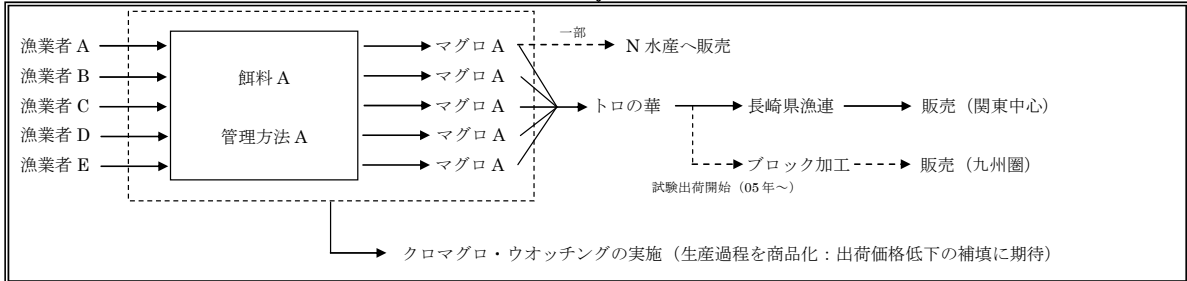 漁業者 A
漁業者 B
漁業者 C
漁業者 D
漁業者 E
餌料 A
管理方法 A
マグロ A
マグロ A
マグロ A
マグロ A
マグロ A
一部
N 水産へ販売
トロの華
長崎県漁連
販売（関東中心）
ブロック加工
販売（九州圏）
試験出荷開始（05 年～）
クロマグロ・ウオッチングの実施（生産過程を商品化：出荷価格低下の補填に期待）